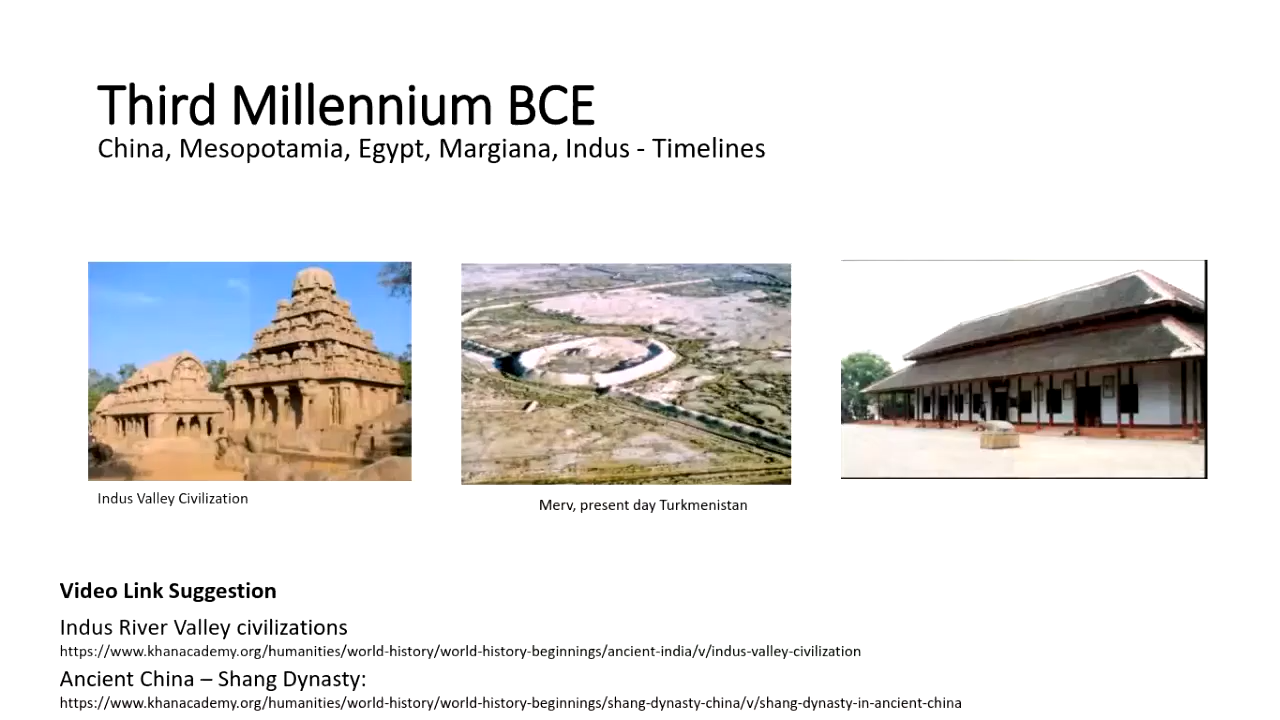 Third Millennium BCE
China, Mesopotamia, Egypt, Margiana, Indus - Timelines
Indus Valley Civilization
Merv, present day Turkmenistan
Video Link Suggestion
Indus River Valley civilizations
https://www.khanacademy.org/humanities/world-history/world-history-beginnings/ancient-india/v/indus-valley-civilization
Ancient China – Shang Dynasty:
https://www.khanacademy.org/humanities/world-history/world-history-beginnings/shang-dynasty-china/v/shang-dynasty-in-ancient-china